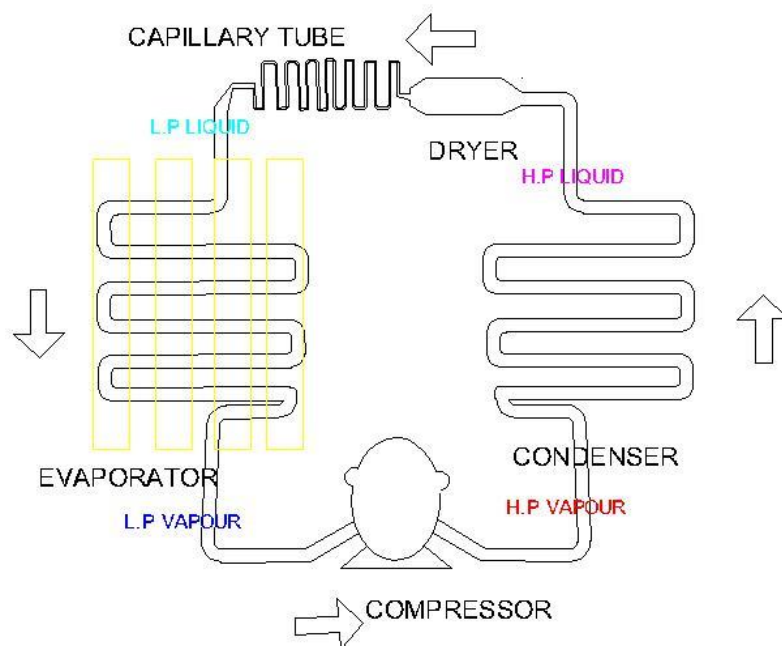 CAPILLARY TUBE
L.P LIQUID
DRYER
H.P LIQUID
EVAPORATOR
CONDENSER
L.P VAPOUR
H.P VAPOUR
COMPRESSOR